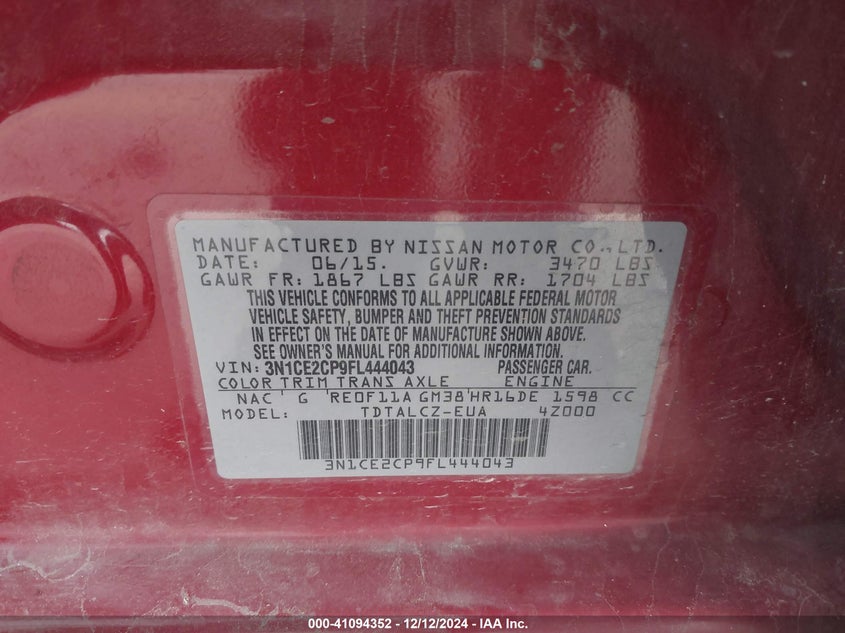 MANUFACTURED BY NISSAN MOTOR CO., LTD.
DATE: 06/15. GVWR: 3470 LBS
GAWR FR: 1867 LBS GAWR RR: 1704 LBS
THIS VEHICLE CONFORMS TO ALL APPLICABLE FEDERAL MOTOR
VEHICLE SAFETY, BUMPER AND THEFT PREVENTION STANDARDS
IN EFFECT ON THE DATE OF MANUFACTURE SHOWN ABOVE.
SEE OWNER'S MANUAL FOR ADDITIONAL INFORMATION.
VIN: 3N1CE2CP9FL444043 PASSENGER CAR.
COLOR TRIM TRANS AXLE ENGINE
NAC' G 'RE0F11A GM38'HR16DE 1598 CC
MODEL: TDTALCZ-EUA 4Z000
3N1CE2CP9FL444043
000-41094352 - 12/12/2024 - IAA Inc.